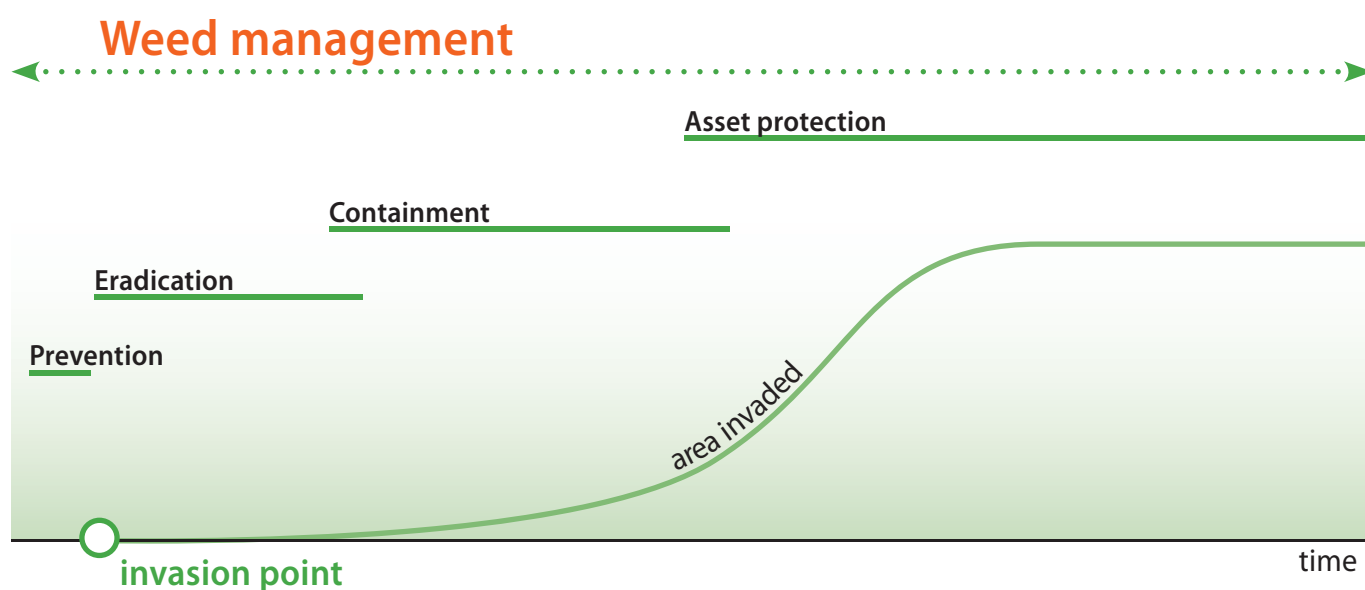 Weed management
Asset protection
Containment
Eradication
Prevention
area invaded
time
invasion point